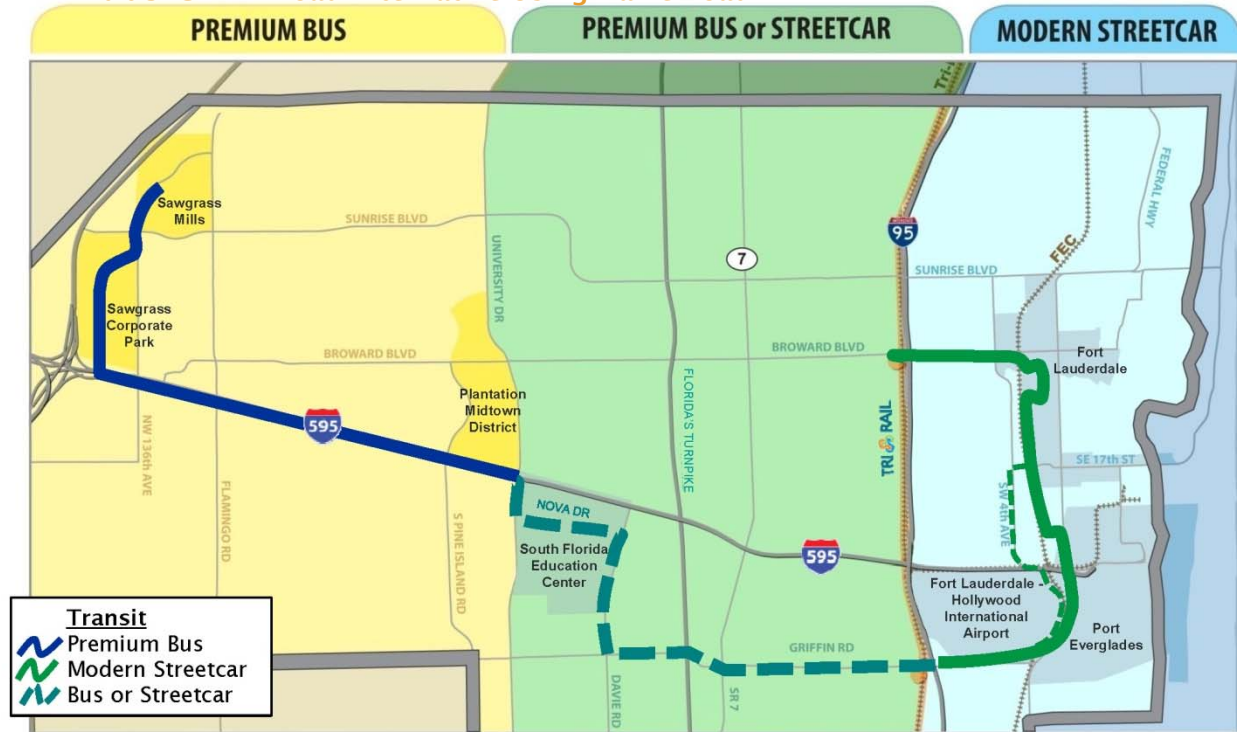 PREMIUM BUS
PREMIUM BUS or STREETCAR
MODERN STREETCAR
Sawgrass
Mills
SUNRISE BLVD
UNIVERSITY DR
7
95
FEC
FEDERAL HWY
SUNRISE BLVD
Sawgrass
Corporate
Park
BROWARD BLVD
BROWARD BLVD
Fort
Lauderdale
FLORIDA'S TURNPIKE
Plantation
Midtown
District
595
NW 136th AVE
FLAMINGO RD
S PINE ISLAND RD
TRI RAIL
SE 17th ST
SW 4th AVE
NOVA DR
South Florida
Education
Center
595
Fort Lauderdale -
Hollywood
International
Airport
Port
Everglades
GRIFFIN RD
DAVIE RD
SR 7
Transit
Premium Bus
Modern Streetcar
Bus or Streetcar